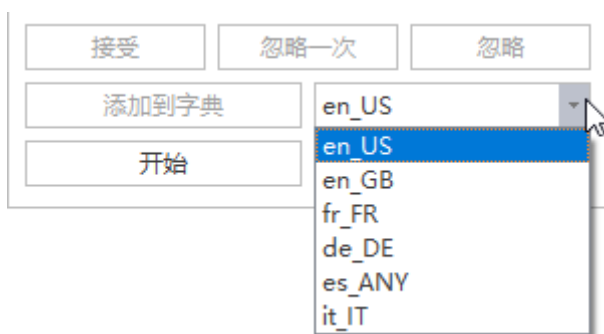 接受 忽略一次 忽略
添加到字典 en_US
en_US
开始
en_GB
fr_FR
de_DE
es_ANY
it_IT